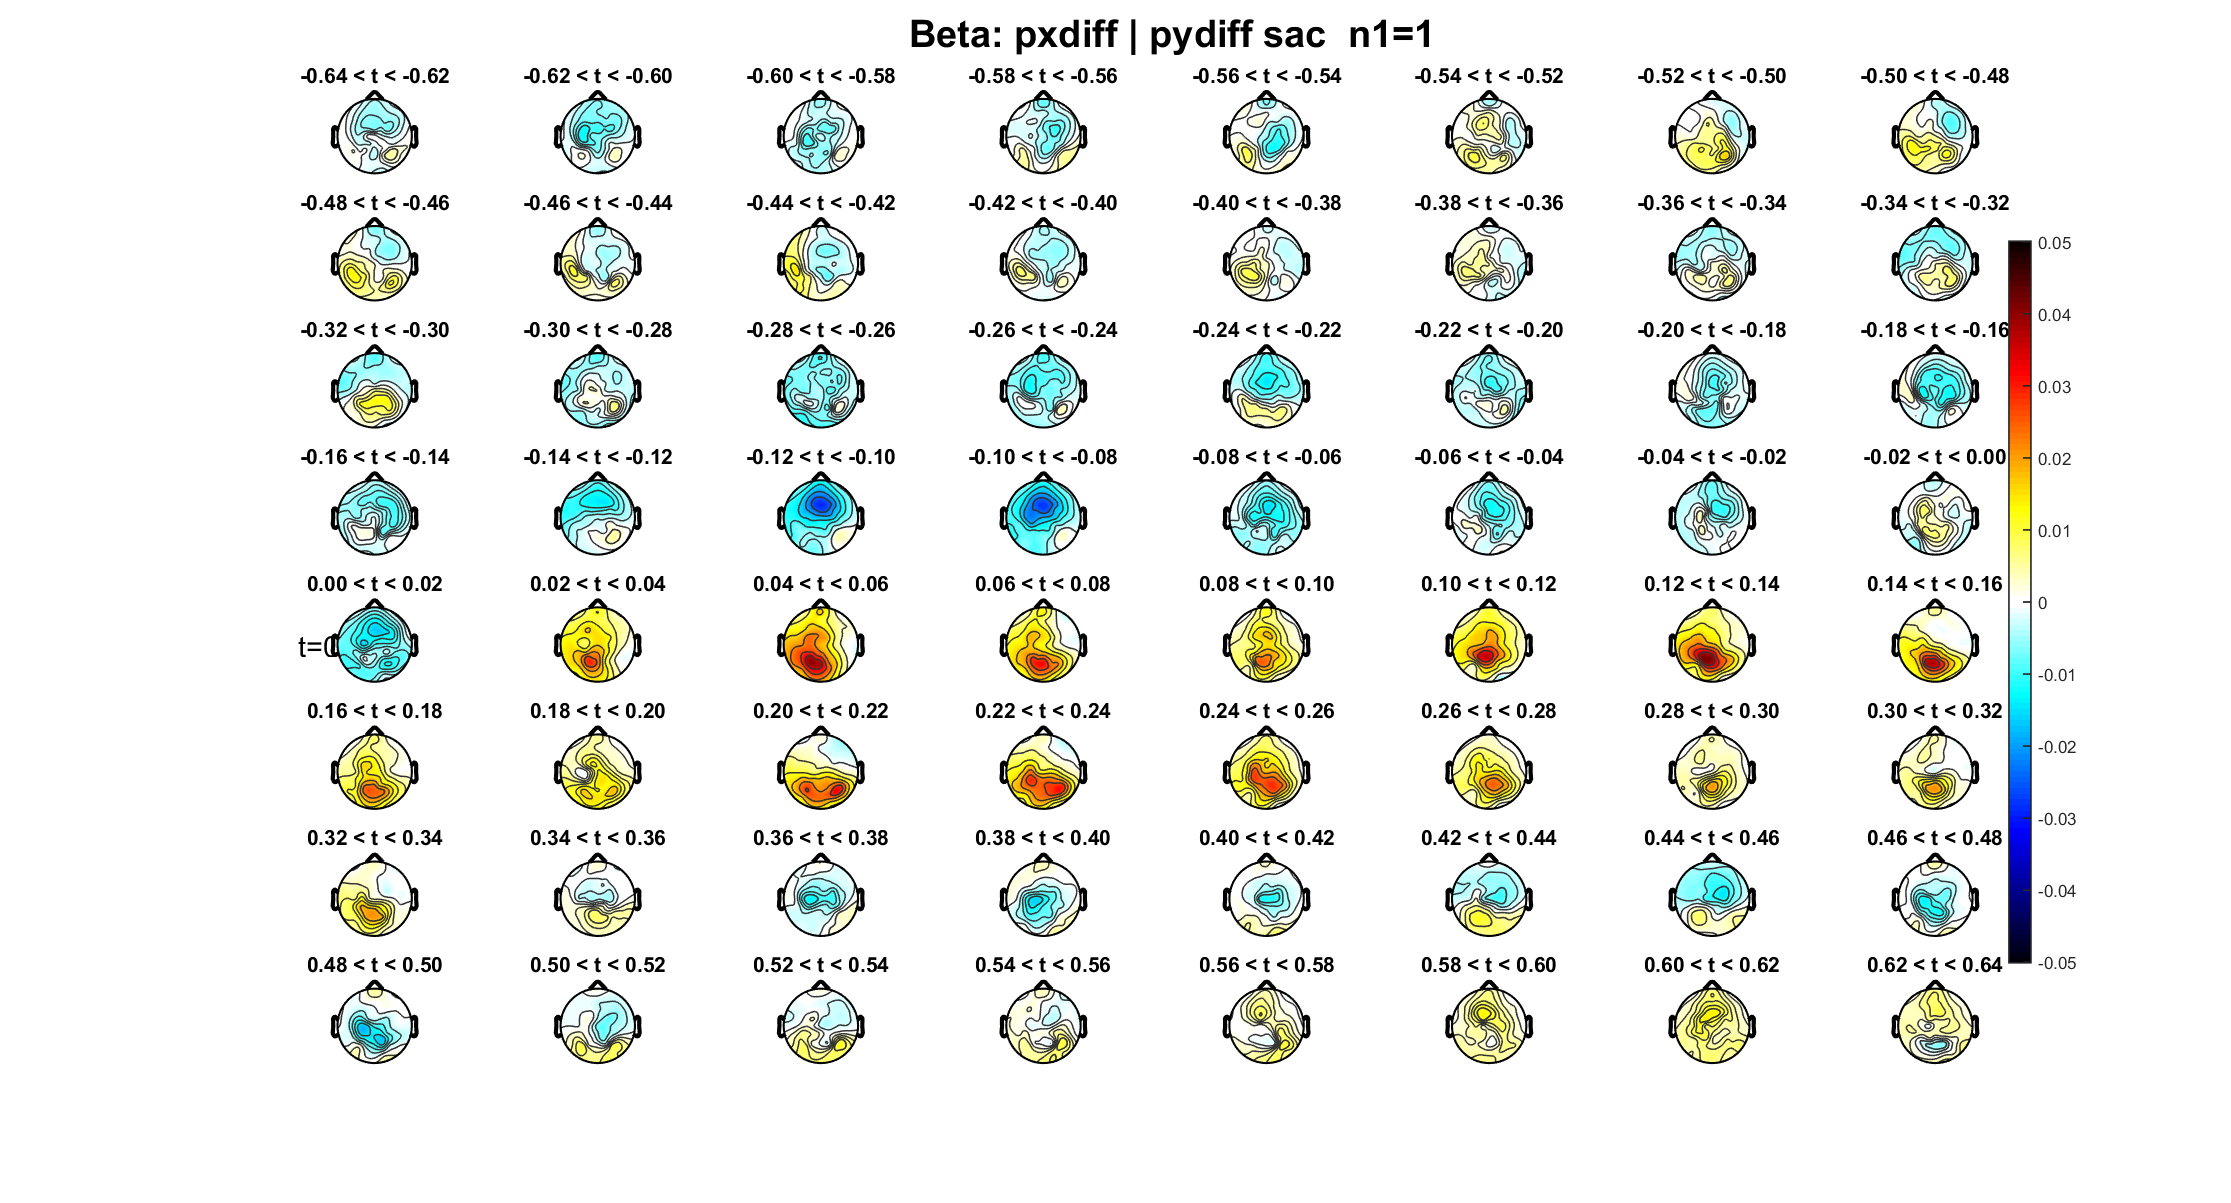 Beta: pxdiff | pydiff sac  n1=1
-0.64 < t < -0.62
-0.62 < t < -0.60
-0.60 < t < -0.58
-0.58 < t < -0.56
-0.56 < t < -0.54
-0.54 < t < -0.52
-0.52 < t < -0.50
-0.50 < t < -0.48
-0.48 < t < -0.46
-0.46 < t < -0.44
-0.44 < t < -0.42
-0.42 < t < -0.40
-0.40 < t < -0.38
-0.38 < t < -0.36
-0.36 < t < -0.34
-0.34 < t < -0.32
-0.32 < t < -0.30
-0.30 < t < -0.28
-0.28 < t < -0.26
-0.26 < t < -0.24
-0.24 < t < -0.22
-0.22 < t < -0.20
-0.20 < t < -0.18
-0.18 < t < -0.16
-0.16 < t < -0.14
-0.14 < t < -0.12
-0.12 < t < -0.10
-0.10 < t < -0.08
-0.08 < t < -0.06
-0.06 < t < -0.04
-0.04 < t < -0.02
-0.02 < t < 0.00
0.00 < t < 0.02
0.02 < t < 0.04
0.04 < t < 0.06
0.06 < t < 0.08
0.08 < t < 0.10
0.10 < t < 0.12
0.12 < t < 0.14
0.14 < t < 0.16
t=0
0.16 < t < 0.18
0.18 < t < 0.20
0.20 < t < 0.22
0.22 < t < 0.24
0.24 < t < 0.26
0.26 < t < 0.28
0.28 < t < 0.30
0.30 < t < 0.32
0.32 < t < 0.34
0.34 < t < 0.36
0.36 < t < 0.38
0.38 < t < 0.40
0.40 < t < 0.42
0.42 < t < 0.44
0.44 < t < 0.46
0.46 < t < 0.48
0.48 < t < 0.50
0.50 < t < 0.52
0.52 < t < 0.54
0.54 < t < 0.56
0.56 < t < 0.58
0.58 < t < 0.60
0.60 < t < 0.62
0.62 < t < 0.64
0.05
0.04
0.03
0.02
0.01
0
-0.01
-0.02
-0.03
-0.04
-0.05